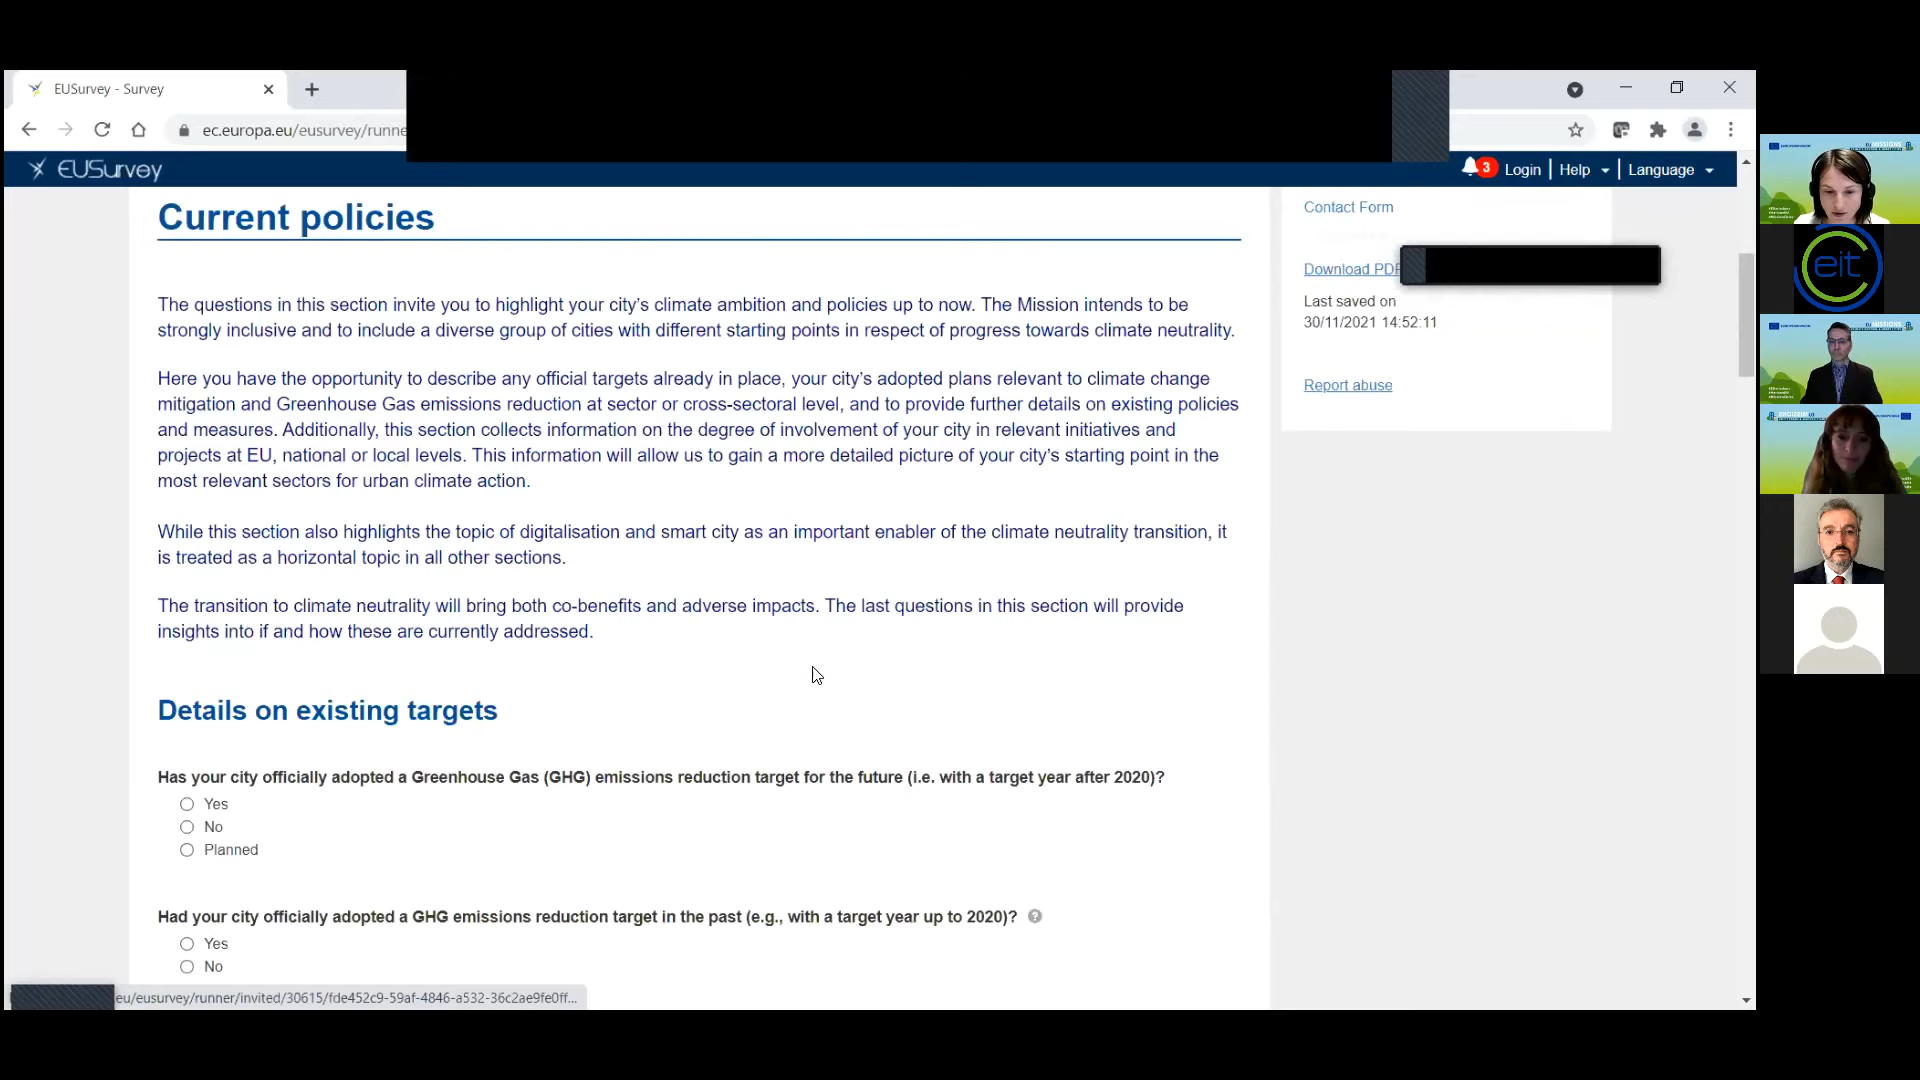 EUSurvey - Survey
ec.europa.eu/eusurvey/runne
EUSurvey
3 Login Help Language
Current policies
The questions in this section invite you to highlight your city's climate ambition and policies up to now. The Mission intends to be
strongly inclusive and to include a diverse group of cities with different starting points in respect of progress towards climate neutrality.
Here you have the opportunity to describe any official targets already in place, your city's adopted plans relevant to climate change
mitigation and Greenhouse Gas emissions reduction at sector or cross-sectoral level, and to provide further details on existing policies
and measures. Additionally, this section collects information on the degree of involvement of your city in relevant initiatives and
projects at EU, national or local levels. This information will allow us to gain a more detailed picture of your city's starting point in the
most relevant sectors for urban climate action.
While this section also highlights the topic of digitalisation and smart city as an important enabler of the climate neutrality transition, it
is treated as a horizontal topic in all other sections.
The transition to climate neutrality will bring both co-benefits and adverse impacts. The last questions in this section will provide
insights into if and how these are currently addressed.
Details on existing targets
Has your city officially adopted a Greenhouse Gas (GHG) emissions reduction target for the future (i.e. with a target year after 2020)?
Yes
No
Planned
Had your city officially adopted a GHG emissions reduction target in the past (e.g., with a target year up to 2020)?
Yes
No
eu/eusurvey/runner/invited/30615/fde452c9-59af-4846-a532-36c2ae9fe0ff...
Contact Form
Download PDF
Last saved on
30/11/2021 14:52:11
Report abuse
eit